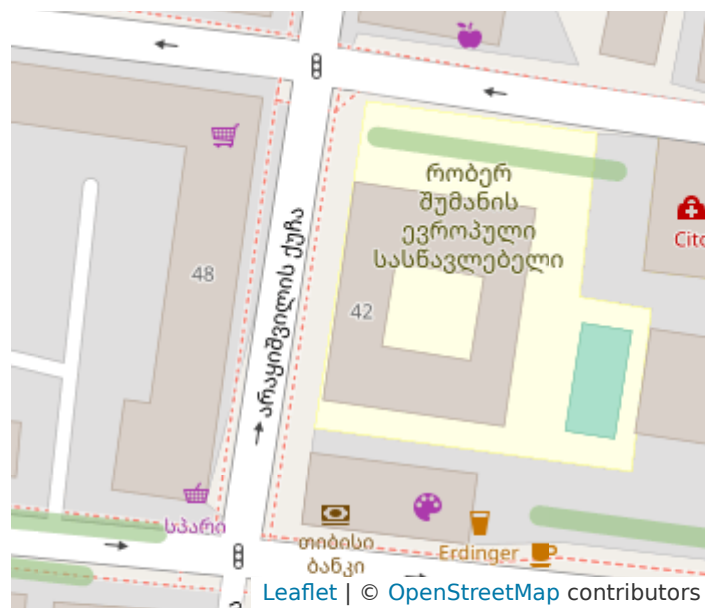 რობერ
შუმანის
ევროპული
სასწავლებელი
Cito
48
არაყიშვილის ქუჩა
42
სპარი
თიბისი
ბანკი
Erdinger
Leaflet | © OpenStreetMap contributors